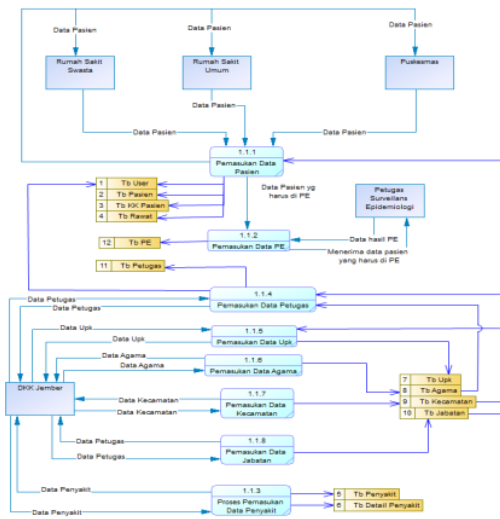 Data Pasien
Data Pasien
Data Pasien
Rumah Sakit
Swasta
Rumah Sakit
Umum
Puskesmas
Data Pasien
Data Pasien
Data Pasien
1.1.1
Pemasukan Data
Pasien
1 Tb User
2 Tb Pasien
3 Tb KK Pasien
4 Tb Rawat
Data Pasien yg
harus di PE
Petugas
Surveilans
Epidemiologi
12 Tb PE
1.1.2
Pemasukan Data PE
Data hasil PE
Menerima data pasien
yang harus di PE
11 Tb Petugas
1.1.4
Pemasukan Data Petugas
Data Petugas
Data Petugas
Data Upk
Data Upk
1.1.5
Pemasukan Data Upk
Data Agama
Data Agama
1.1.6
Pemasukan Data Agama
7 Tb Upk
8 Tb Agama
9 Tb Kecamatan
10 Tb Jabatan
DKK Jember
Data Kecamatan
Data Kecamatan
1.1.7
Pemasukan Data
Kecamatan
Data Petugas
Data Petugas
1.1.8
Pemasukan Data
Jabatan
Data Penyakit
Data Penyakit
1.1.3
Proses Pemasukan
Data Penyakit
5 Tb Penyakit
6 Tb Detail Penyakit